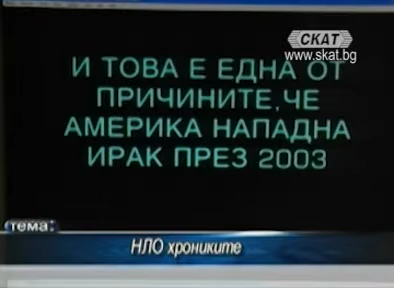 СКАТ
www.skat.bg
И ТОВА Е ЕДНА ОТ
ПРИЧИНИТЕ,ЧЕ
АМЕРИКА НАПАДНА
ИРАК ПРЕЗ 2003
тема:
НЛО хрониките